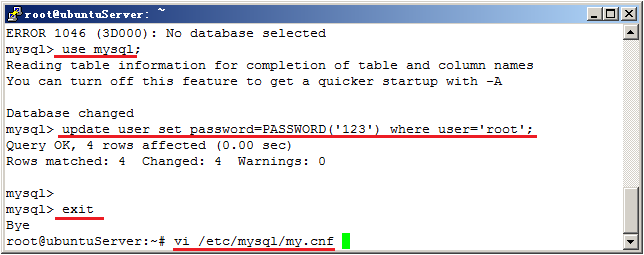 root@ubuntuServer: ~
ERROR 1046 (3D000): No database selected
mysql> use mysql;
Reading table information for completion of table and column names
You can turn off this feature to get a quicker startup with -A
Database changed
mysql> update user set password=PASSWORD('123') where user='root';
Query OK, 4 rows affected (0.00 sec)
Rows matched: 4  Changed: 4  Warnings: 0
mysql>
mysql> exit
Bye
root@ubuntuServer:~# vi /etc/mysql/my.cnf